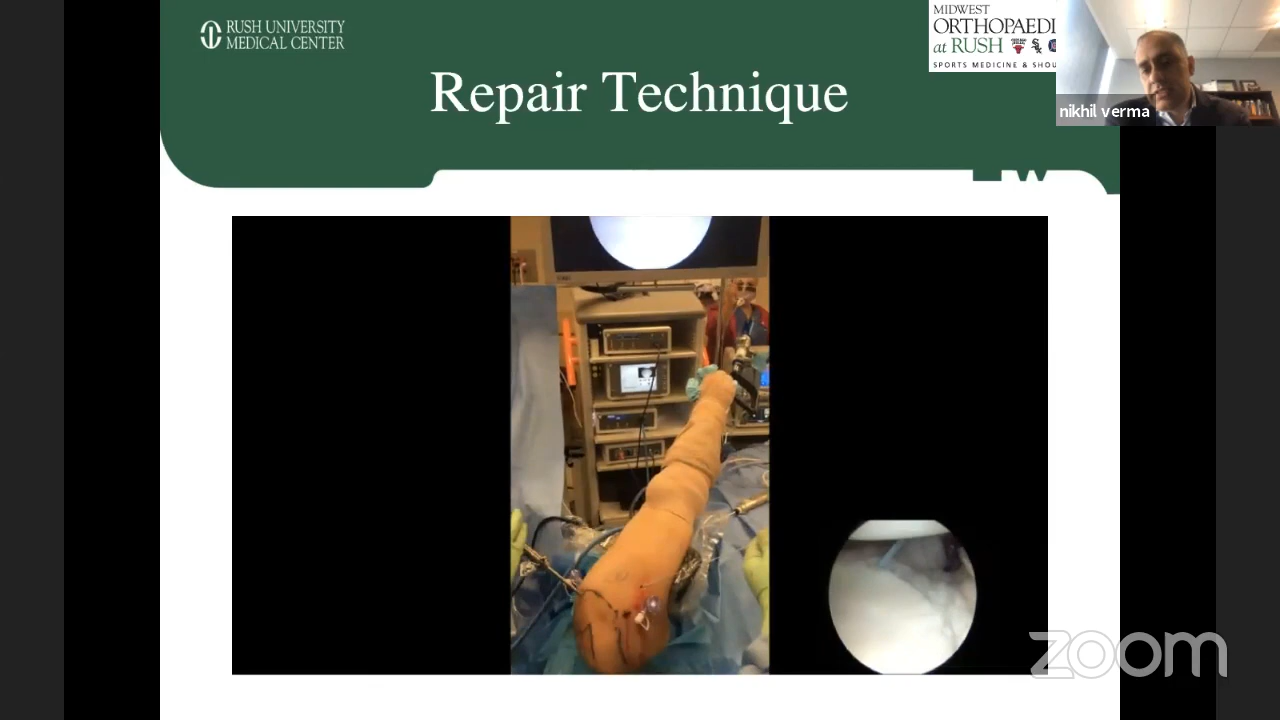 RUSH UNIVERSITY
MEDICAL CENTER
Repair Technique
MIDWEST
ORTHOPAEDI
at RUSH
SPORTS MEDICINE & SHOU
nikhil verma
zoom